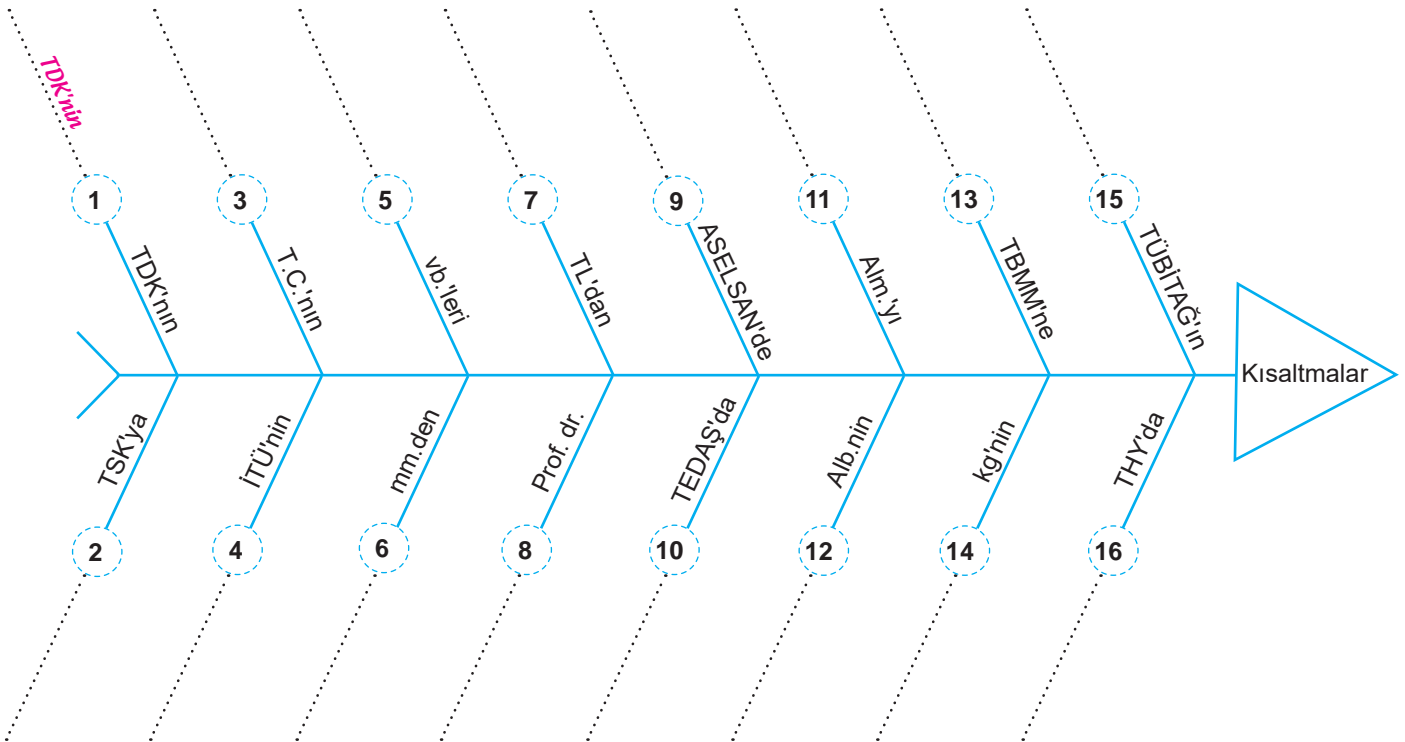 TDK'nin
1
3
5
7
9
11
13
15
TDK'nın
T.C.'nın
vb.'leri
TL'dan
ASELSAN'de
Alm.'yı
TBMM'ne
TÜBİTAĞ'ın
Kısaltmalar
TSK'ya
İTÜ'nin
mm.den
Prof. dr.
TEDAŞ'da
Alb.nin
kg'nin
THY'da
2
4
6
8
10
12
14
16